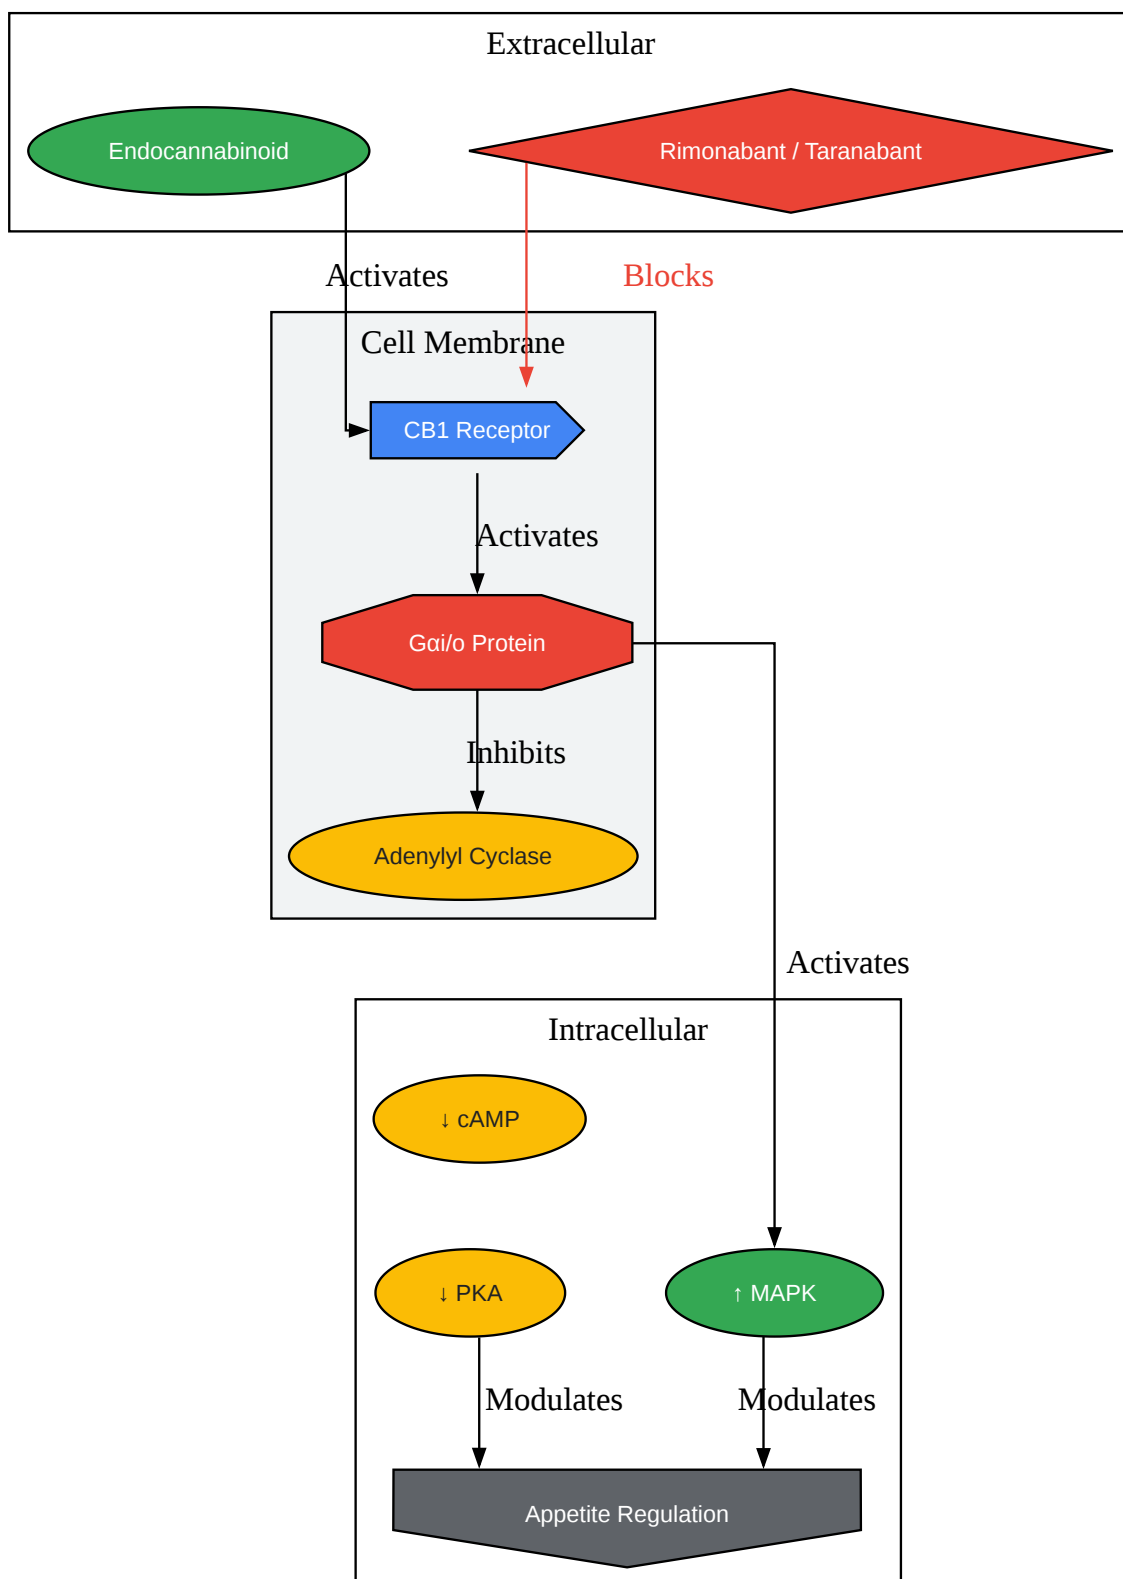 Extracellular
Endocannabinoid
Rimonabant / Taranabant
Activates
Blocks
Cell Membrane
CB1 Receptor
Activates
Gαi/o Protein
Inhibits
Adenylyl Cyclase
Activates
Intracellular
↓ cAMP
↓ PKA
↑ MAPK
Modulates
Modulates
Appetite Regulation